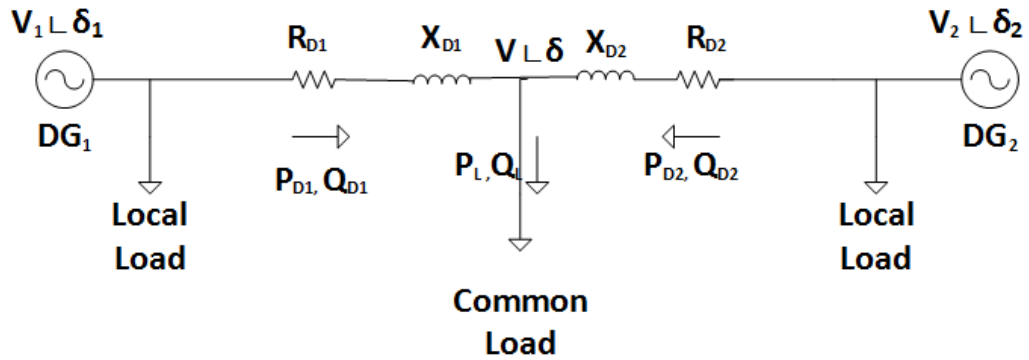 V₁∟δ₁
R_D1
X_D1
V∟δ
X_D2
R_D2
V₂∟δ₂
DG₁
DG₂
P_D1, Q_D1
P_L, Q_L
P_D2, Q_D2
Local
Load
Local
Load
Common
Load